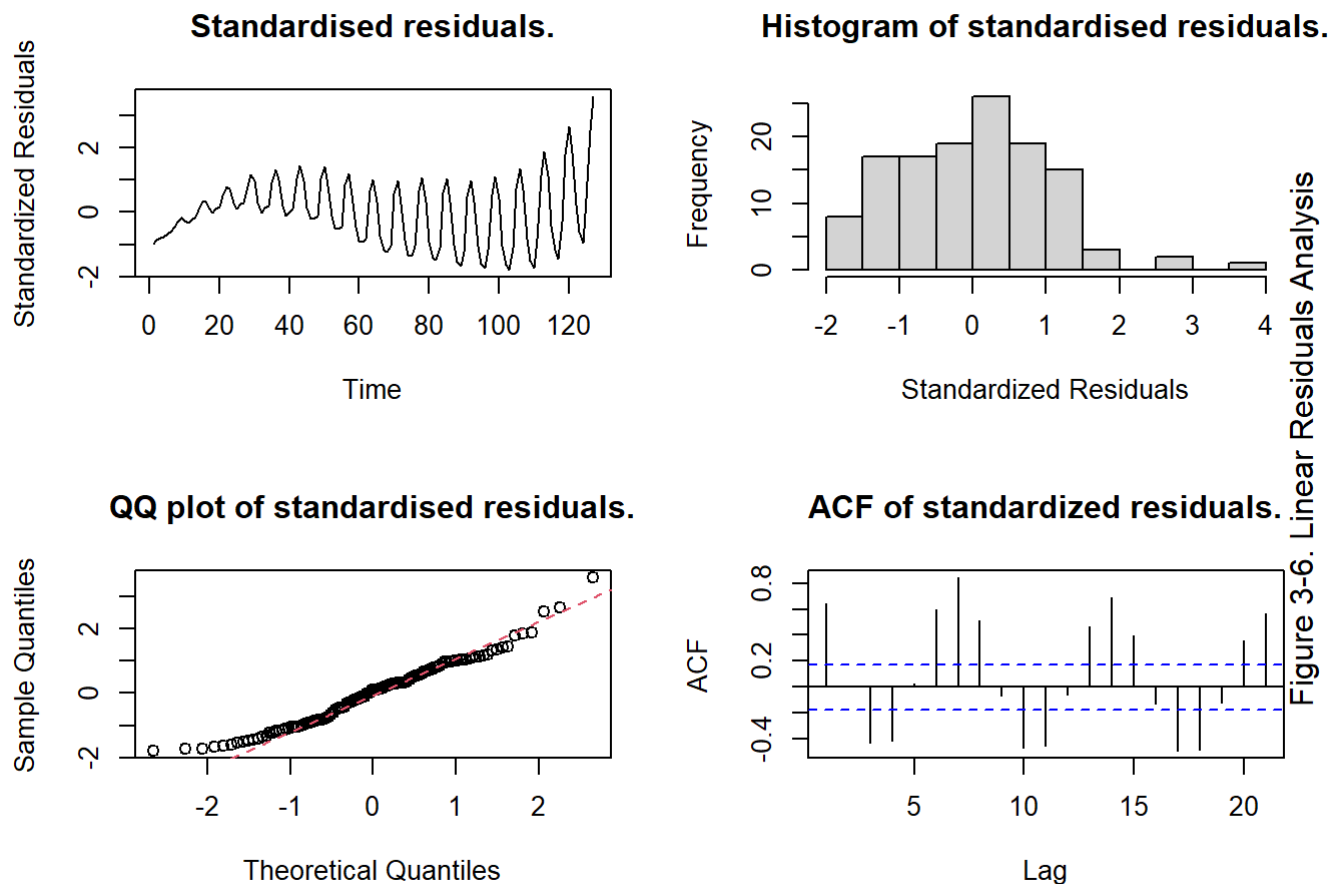 Standardised residuals.
Standardized Residuals
2
0
-2
0 20 40 60 80 100 120
Time
Histogram of standardised residuals.
Frequency
20
10
0
-2 -1 0 1 2 3 4
Standardized Residuals
QQ plot of standardised residuals.
Sample Quantiles
2
0
-2
-2 -1 0 1 2
Theoretical Quantiles
ACF of standardized residuals.
ACF
0.8
0.2
-0.4
5 10 15 20
Lag
Figure 3-6. Linear Residuals Analysis